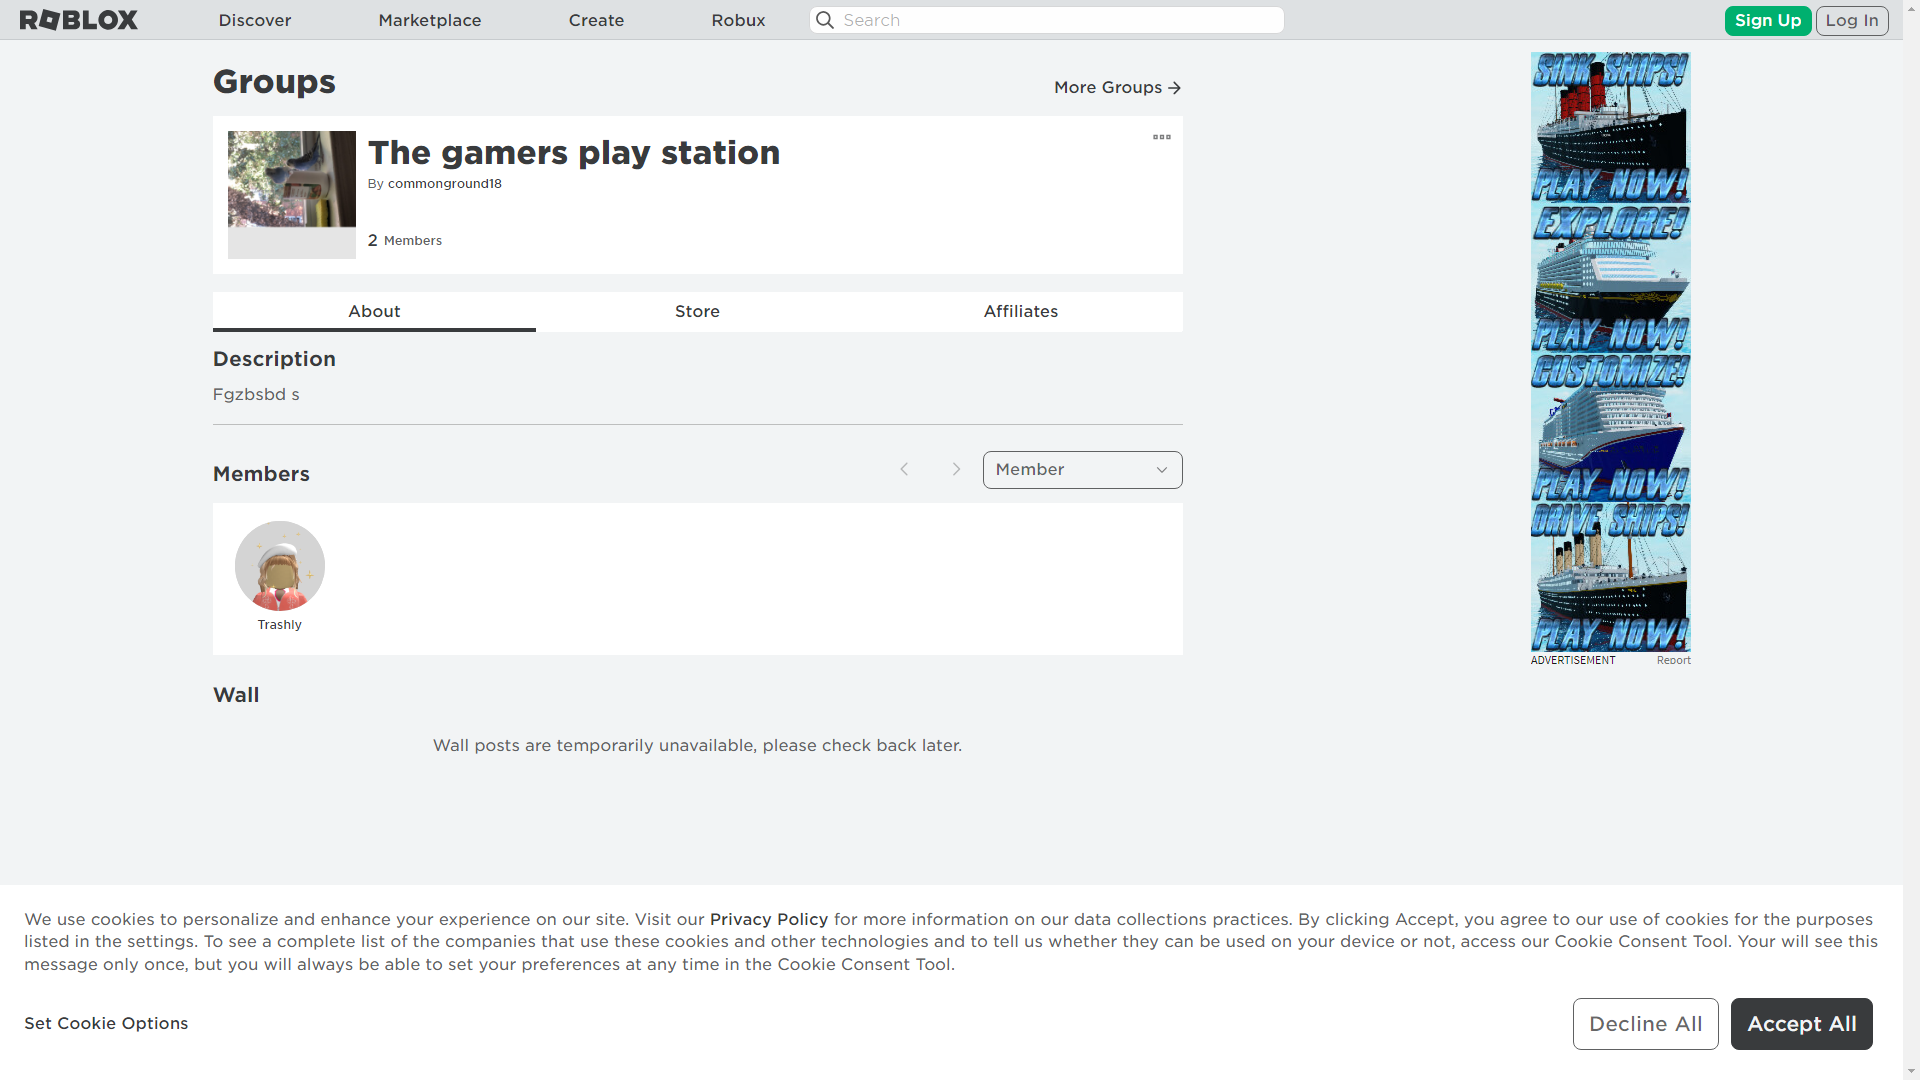 ROBLOX Discover Marketplace Create Robux Search Sign Up Log In
Groups
More Groups
The gamers play station
By commonground18
2 Members
About Store Affiliates
Description
Fgzbsbd s
Members
Member
Trashly
Wall
Wall posts are temporarily unavailable, please check back later.
SINK SHIPS!
PLAY NOW!
EXPLORE!
PLAY NOW!
CUSTOMIZE!
PLAY NOW!
DRIVE SHIPS!
PLAY NOW!
ADVERTISEMENT Report
We use cookies to personalize and enhance your experience on our site. Visit our Privacy Policy for more information on our data collections practices. By clicking Accept, you agree to our use of cookies for the purposes
listed in the settings. To see a complete list of the companies that use these cookies and other technologies and to tell us whether they can be used on your device or not, access our Cookie Consent Tool. Your will see this
message only once, but you will always be able to set your preferences at any time in the Cookie Consent Tool.
Set Cookie Options
Decline All
Accept All